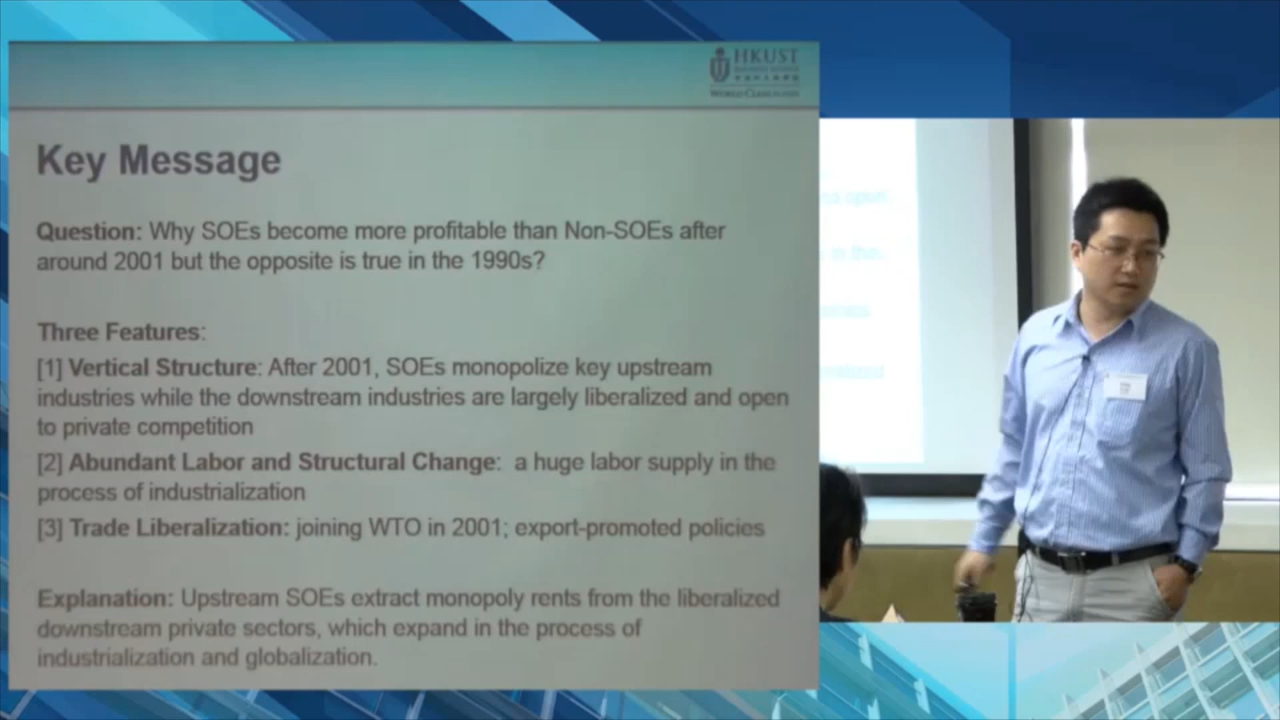 HKUST
Key Message
Question: Why SOEs become more profitable than Non-SOEs after
around 2001 but the opposite is true in the 1990s?
Three Features:
[1] Vertical Structure: After 2001, SOEs monopolize key upstream
industries while the downstream industries are largely liberalized and open
to private competition
[2] Abundant Labor and Structural Change: a huge labor supply in the
process of industrialization
[3] Trade Liberalization: joining WTO in 2001; export-promoted policies
Explanation: Upstream SOEs extract monopoly rents from the liberalized
downstream private sectors, which expand in the process of
industrialization and globalization.